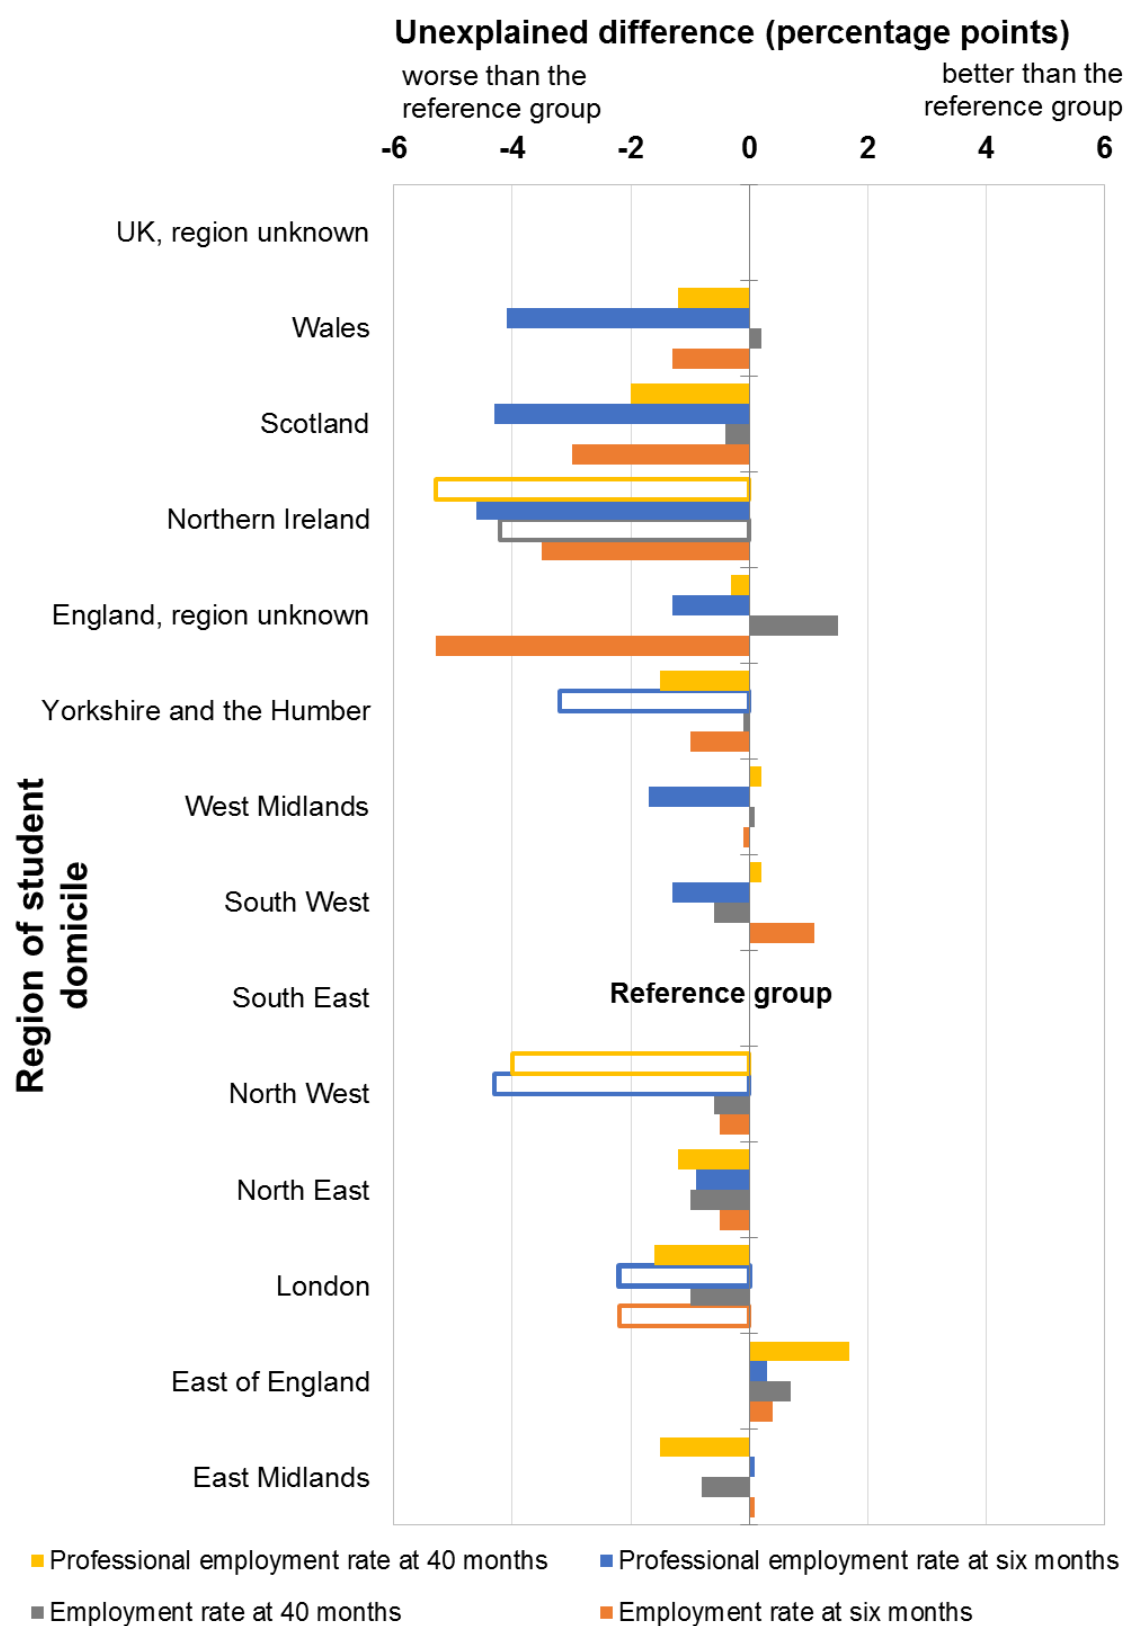 Unexplained difference (percentage points)
worse than the
reference group
better than the
reference group
-6 -4 -2 0 2 4 6
UK, region unknown
Wales
Scotland
Northern Ireland
England, region unknown
Yorkshire and the Humber
West Midlands
South West
South East
Reference group
North West
North East
London
East of England
East Midlands
Region of student
domicile
Professional employment rate at 40 months
Professional employment rate at six months
Employment rate at 40 months
Employment rate at six months